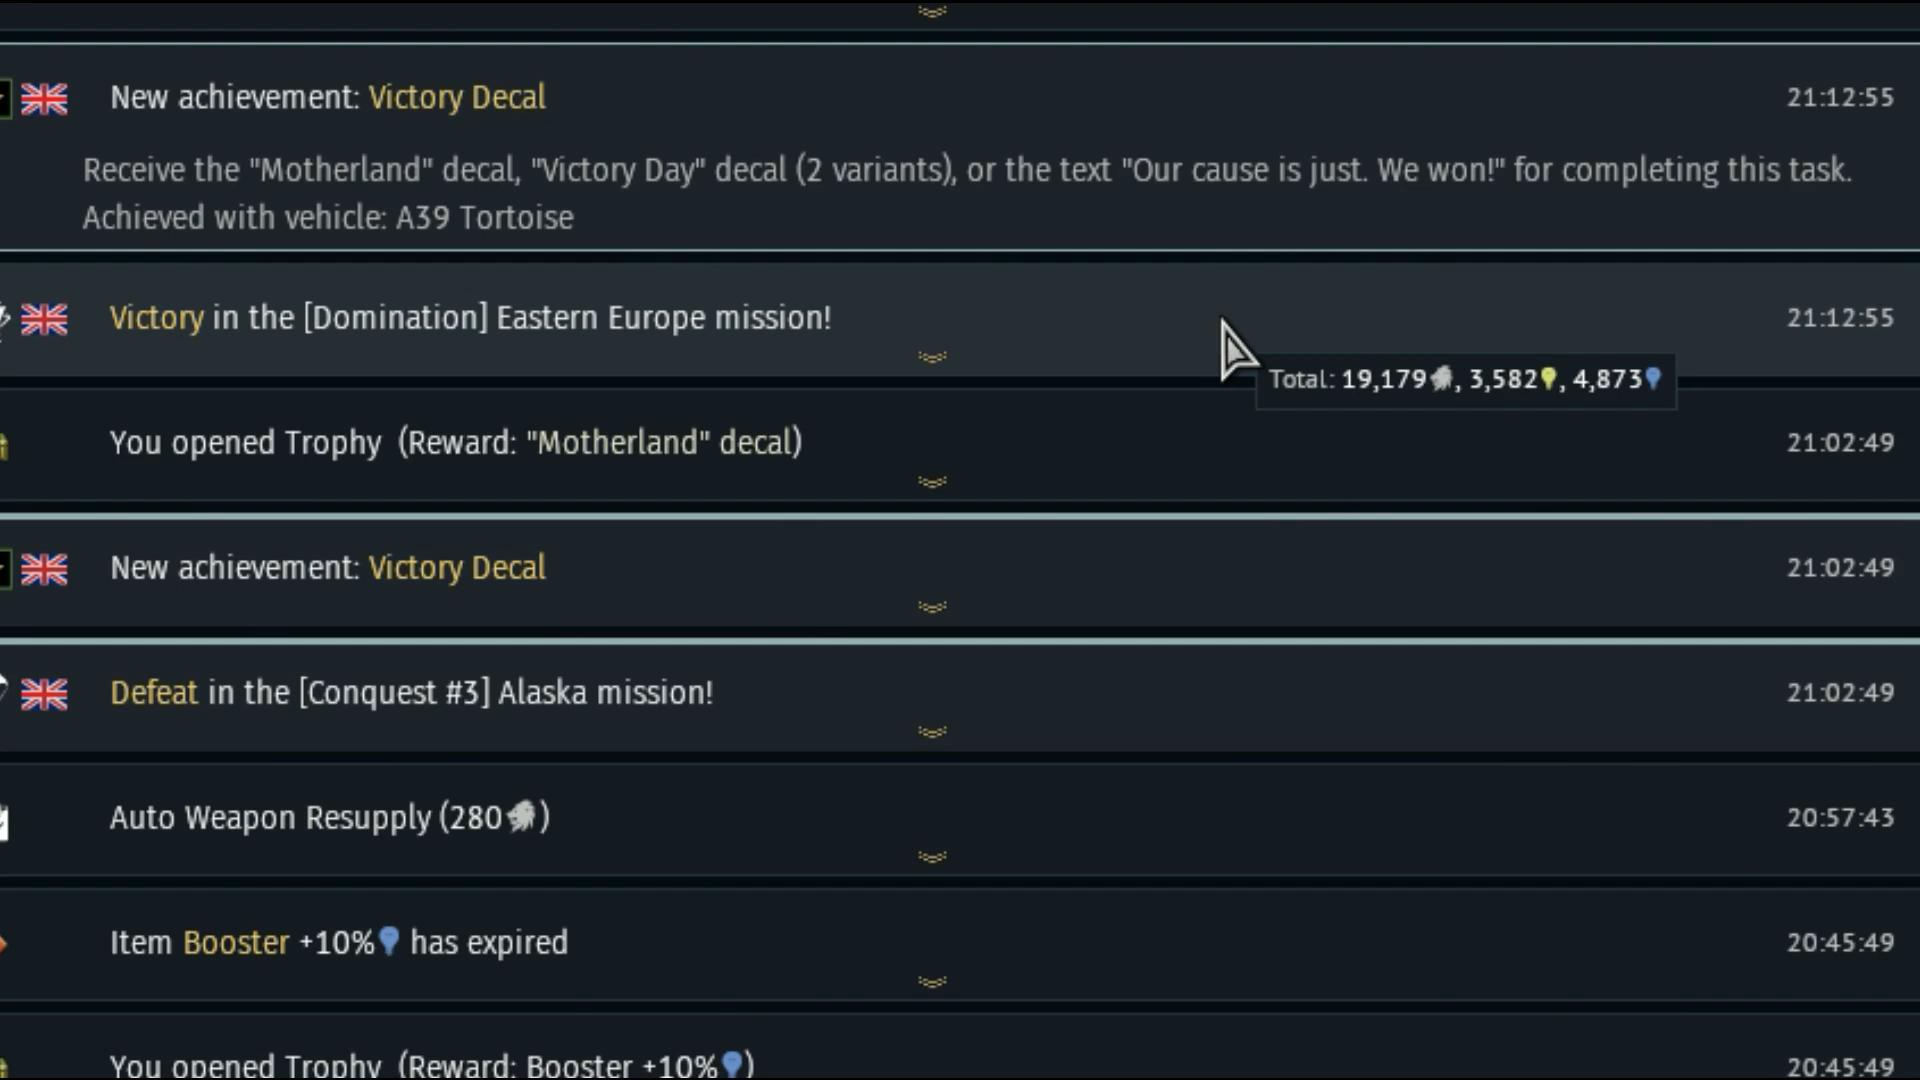 New achievement: Victory Decal 21:12:55
Receive the "Motherland" decal, "Victory Day" decal (2 variants), or the text "Our cause is just. We won!" for completing this task.
Achieved with vehicle: A39 Tortoise
Victory in the [Domination] Eastern Europe mission! 21:12:55
Total: 19,179, 3,582, 4,873
You opened Trophy (Reward: "Motherland" decal) 21:02:49
New achievement: Victory Decal 21:02:49
Defeat in the [Conquest #3] Alaska mission! 21:02:49
Auto Weapon Resupply (280) 20:57:43
Item Booster +10% has expired 20:45:49
You opened Trophy (Reward: Booster +10%) 20:45:49